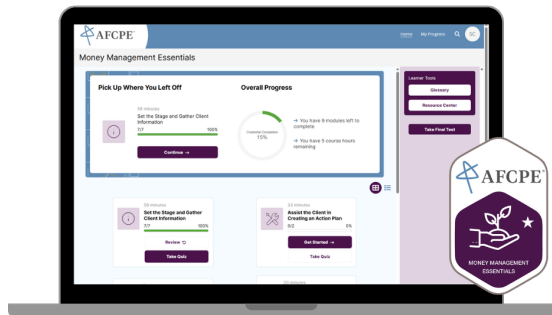 AFCPE
Home
My Progress
SC
Money Management Essentials
Pick Up Where You Left Off
58 minutes
Set the Stage and Gather Client
Information
7/7
100%
Continue →
Overall Progress
15%
→ You have 9 modules left to
complete
→ You have 5 course hours
remaining
Learner Tools
Glossary
Resource Center
Take Final Test
58 minutes
Set the Stage and Gather
Client Information
7/7
100%
Review
Take Quiz
33 minutes
Assist the Client in
Creating an Action Plan
0/2
0%
Get Started →
Take Quiz
AFCPE®
MONEY MANAGEMENT
ESSENTIALS